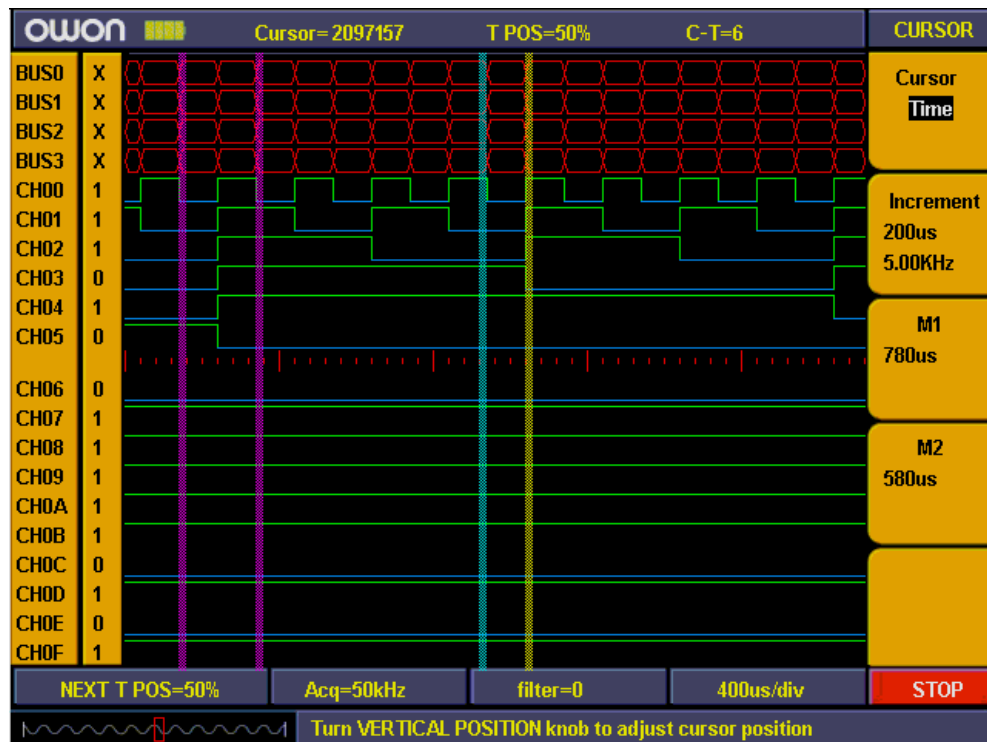 OWON Cursor=2097157 T POS=50% C-T=6 CURSOR
BUS0 X
BUS1 X
BUS2 X
BUS3 X
CH00 1
CH01 1
CH02 1
CH03 0
CH04 1
CH05 0
CH06 0
CH07 1
CH08 1
CH09 1
CH0A 1
CH0B 1
CH0C 0
CH0D 1
CH0E 0
CH0F 1
Cursor
Time
Increment
200us
5.00KHz
M1
780us
M2
580us
NEXT T POS=50% Acq=50kHz filter=0 400us/div STOP
Turn VERTICAL POSITION knob to adjust cursor position